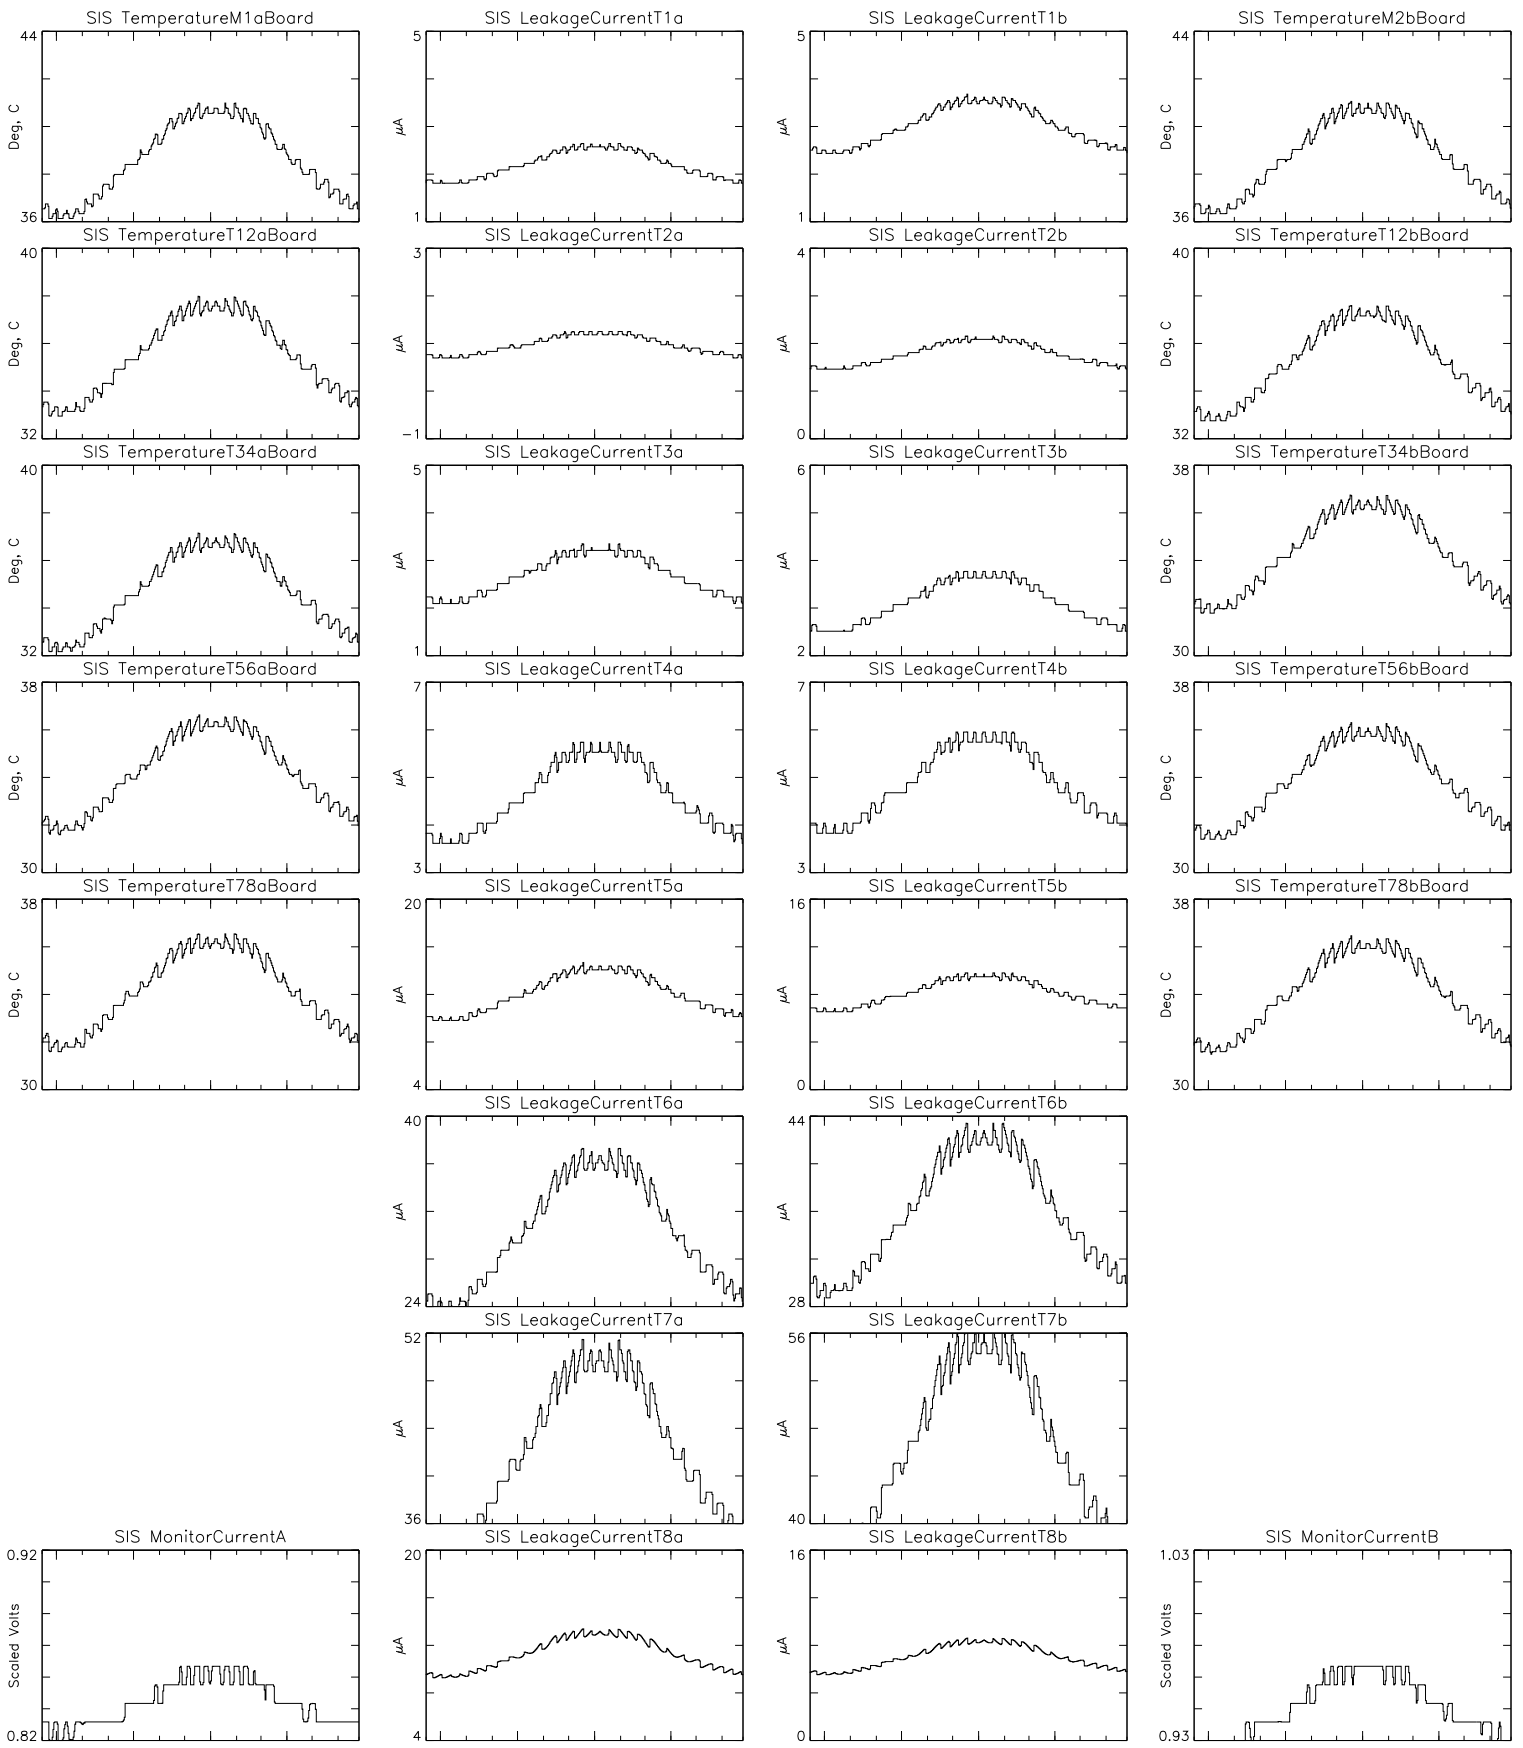 SIS TemperatureM1aBoard
44
Deg, C
36
SIS LeakageCurrentT1a
5
μA
1
SIS LeakageCurrentT1b
5
μA
1
SIS TemperatureM2bBoard
44
Deg, C
36
SIS TemperatureT12aBoard
40
Deg, C
32
SIS LeakageCurrentT2a
3
μA
-1
SIS LeakageCurrentT2b
4
μA
0
SIS TemperatureT12bBoard
40
Deg, C
32
SIS TemperatureT34aBoard
40
Deg, C
32
SIS LeakageCurrentT3a
5
μA
1
SIS LeakageCurrentT3b
6
μA
2
SIS TemperatureT34bBoard
38
Deg, C
30
SIS TemperatureT56aBoard
38
Deg, C
30
SIS LeakageCurrentT4a
7
μA
3
SIS LeakageCurrentT4b
7
μA
3
SIS TemperatureT56bBoard
38
Deg, C
30
SIS TemperatureT78aBoard
38
Deg, C
30
SIS LeakageCurrentT5a
20
μA
4
SIS LeakageCurrentT5b
16
μA
0
SIS TemperatureT78bBoard
38
Deg, C
30
SIS LeakageCurrentT6a
40
μA
24
SIS LeakageCurrentT6b
44
μA
28
SIS LeakageCurrentT7a
52
μA
36
SIS LeakageCurrentT7b
56
μA
40
SIS MonitorCurrentA
0.92
Scaled Volts
0.82
SIS LeakageCurrentT8a
20
μA
4
SIS LeakageCurrentT8b
16
μA
0
SIS MonitorCurrentB
1.03
Scaled Volts
0.93